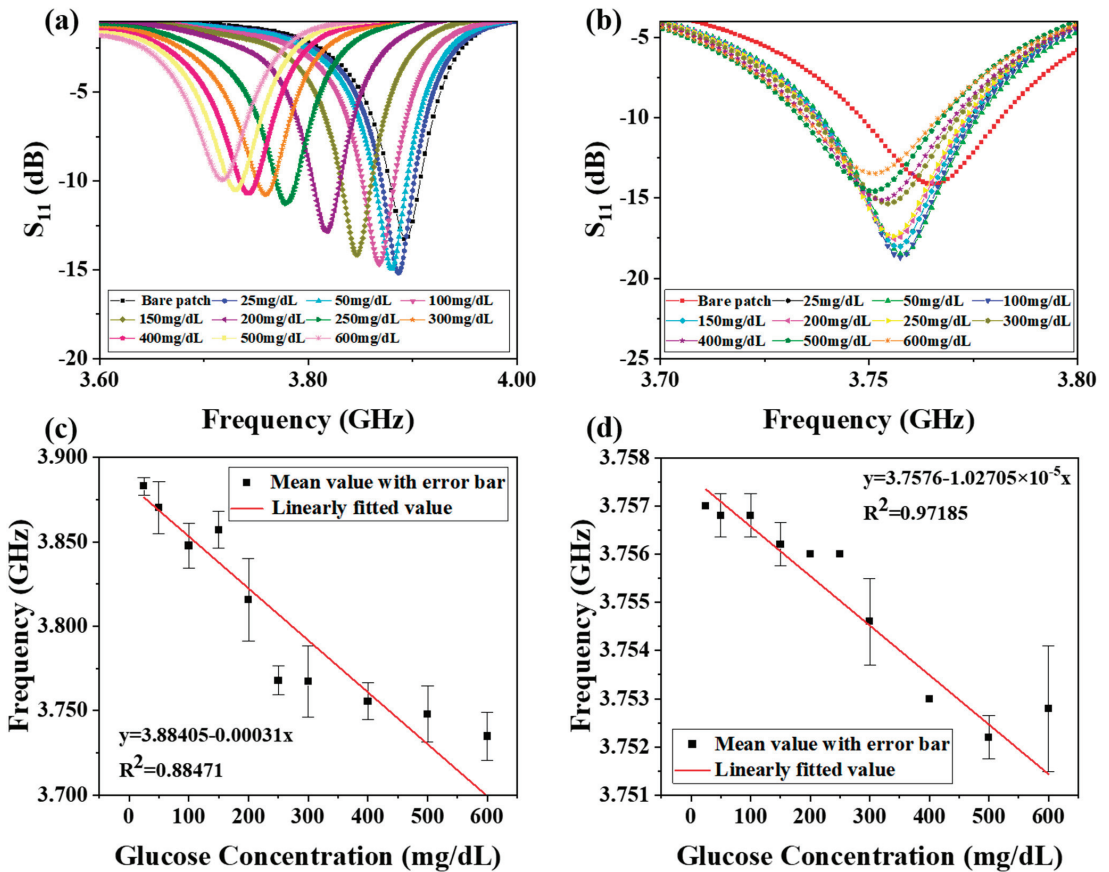 (a)
S11 (dB)
-5
-10
-15
-20
Bare patch 25mg/dL 50mg/dL 100mg/dL
150mg/dL 200mg/dL 250mg/dL 300mg/dL
400mg/dL 500mg/dL 600mg/dL
3.60 3.80 4.00
Frequency (GHz)
(b)
S11 (dB)
-5
-10
-15
-20
-25
Bare patch 25mg/dL 50mg/dL 100mg/dL
150mg/dL 200mg/dL 250mg/dL 300mg/dL
400mg/dL 500mg/dL 600mg/dL
3.70 3.75 3.80
Frequency (GHz)
(c)
Frequency (GHz)
3.900
3.850
3.800
3.750
3.700
Mean value with error bar
Linearly fitted value
y=3.88405-0.00031x
R2=0.88471
0 100 200 300 400 500 600
Glucose Concentration (mg/dL)
(d)
Frequency (GHz)
3.758
3.757
3.756
3.755
3.754
3.753
3.752
3.751
y=3.7576-1.02705×10-5x
R2=0.97185
Mean value with error bar
Linearly fitted value
0 100 200 300 400 500 600
Glucose Concentration (mg/dL)